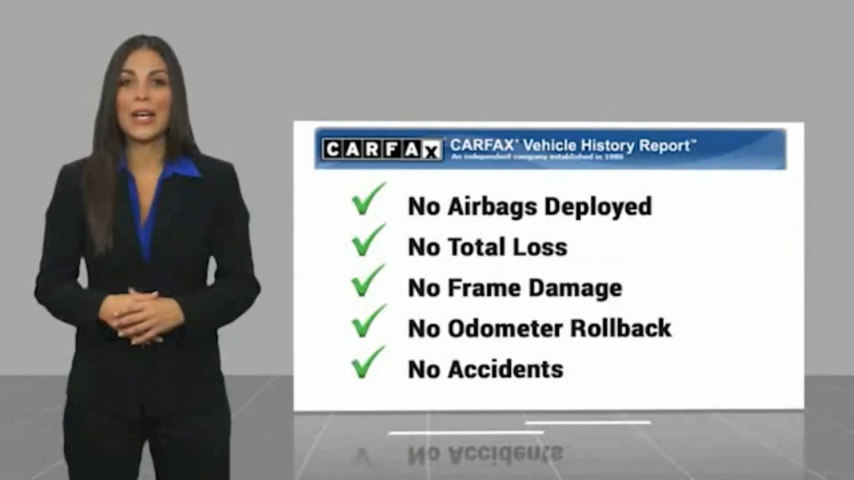 CARFAX CARFAX® Vehicle History Report™
An independent company established in 1986
No Airbags Deployed
No Total Loss
No Frame Damage
No Odometer Rollback
No Accidents
No Accidents